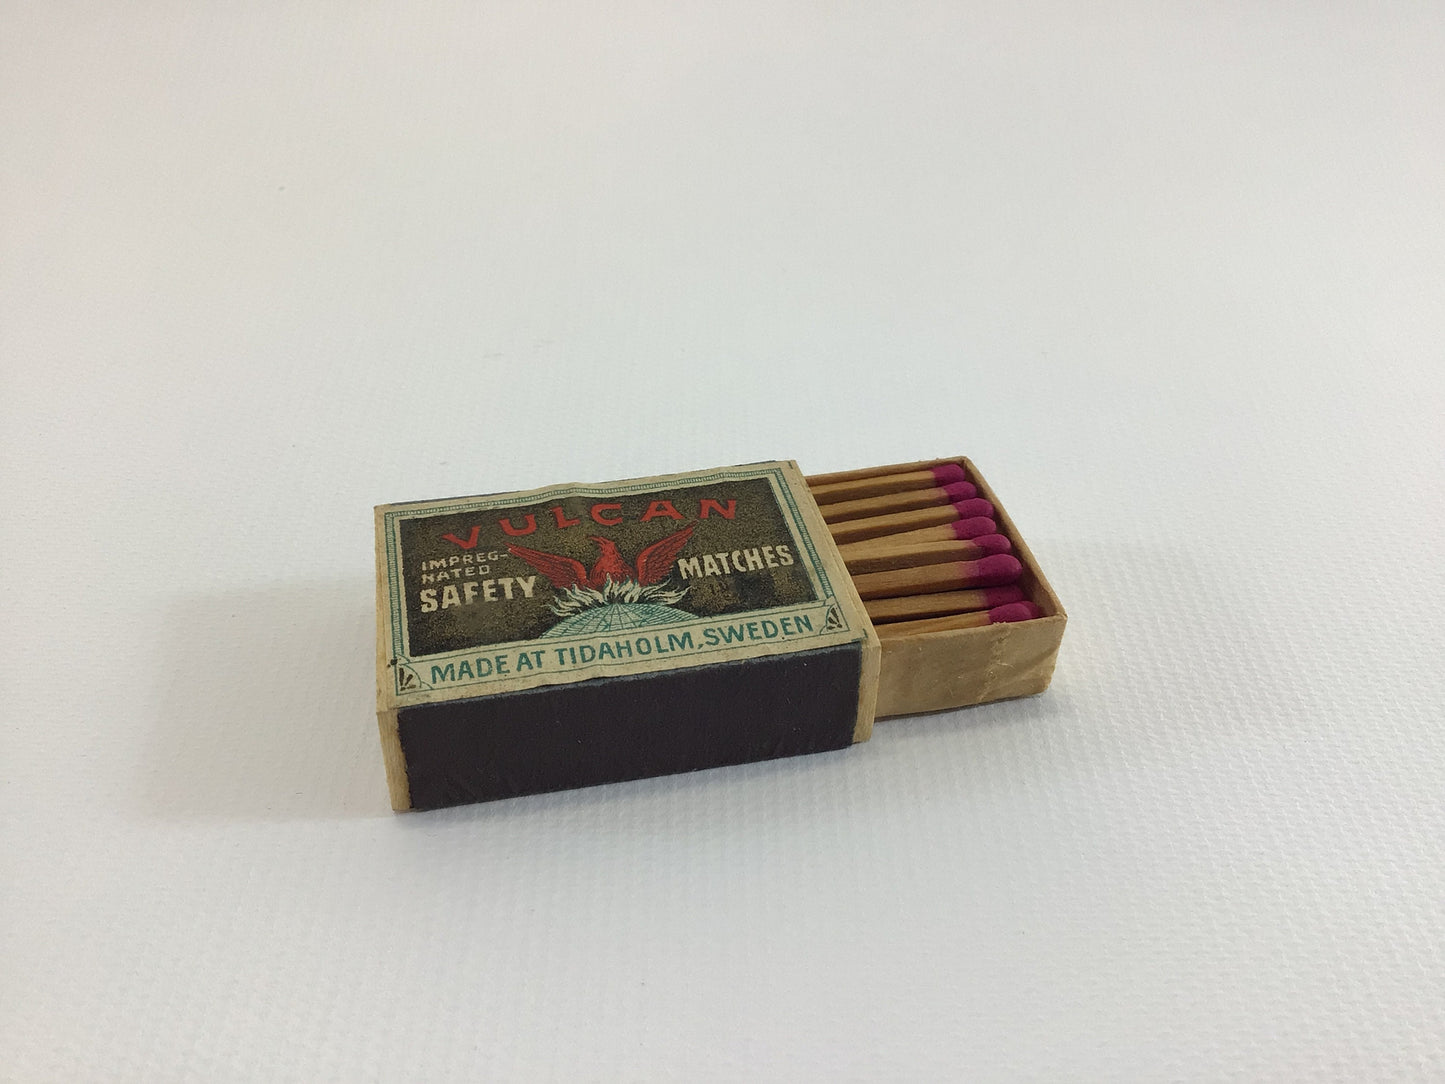 VULCAN
IMPREG-
NATED
SAFETY MATCHES
MADE AT TIDAHOLM, SWEDEN